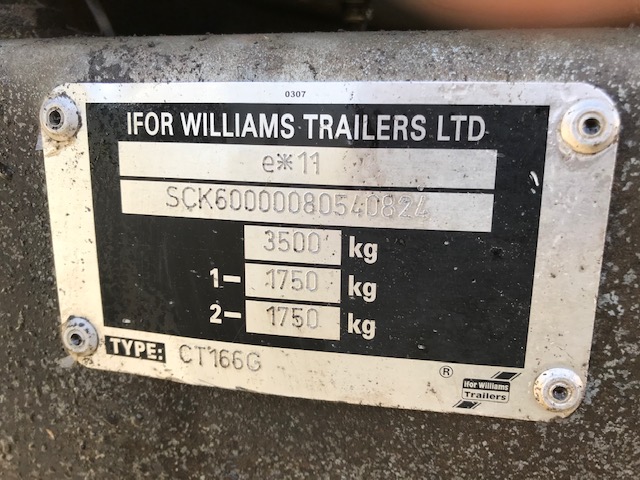 0307
IFOR WILLIAMS TRAILERS LTD
e*11
SCK60000080540824
3500 kg
1- 1750 kg
2- 1750 kg
TYPE: CT166G
®
Ifor Williams
Trailers